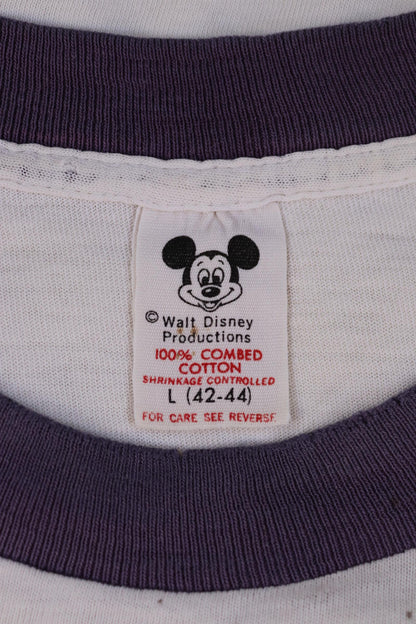 © Walt Disney
Productions
100% COMBED
COTTON
SHRINKAGE CONTROLLED
L (42-44)
FOR CARE SEE REVERSE